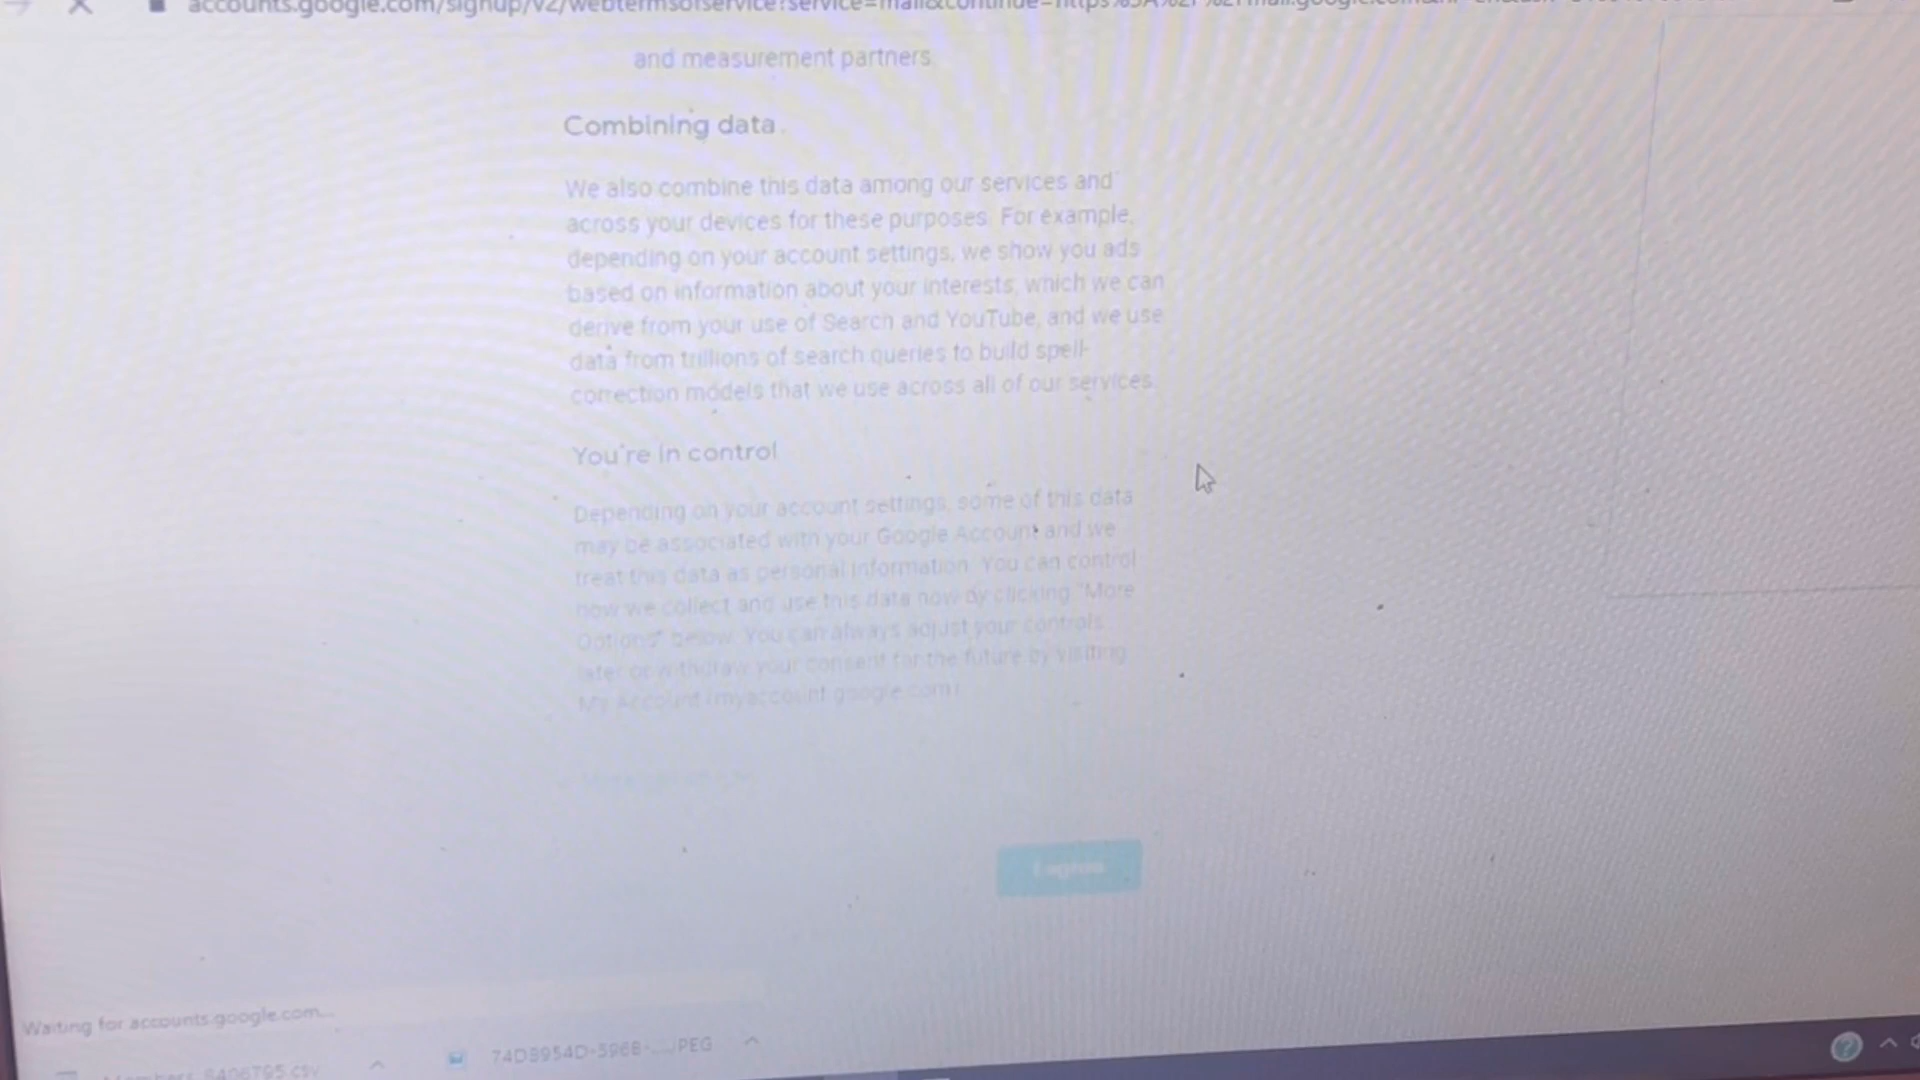 accounts.google.com/signup/v2/webtermsofservice?service=mail&continue=https%3A%2F%2Fmail.google.com
and measurement partners.
Combining data
We also combine this data among our services and
across your devices for these purposes. For example,
depending on your account settings, we show you ads
based on information about your interests, which we can
derive from your use of Search and YouTube, and we use
data from trillions of search queries to build spell-
correction models that we use across all of our services.
You're in control
Depending on your account settings, some of this data
may be associated with your Google Account and we
treat this data as personal information. You can control
how we collect and use this data now by clicking "More
Options" below. You can always adjust your controls
later or withdraw your consent for the future by visiting
My Account (myaccount.google.com).
I agree
Waiting for accounts.google.com...
74DB954D-596B-...JPEG